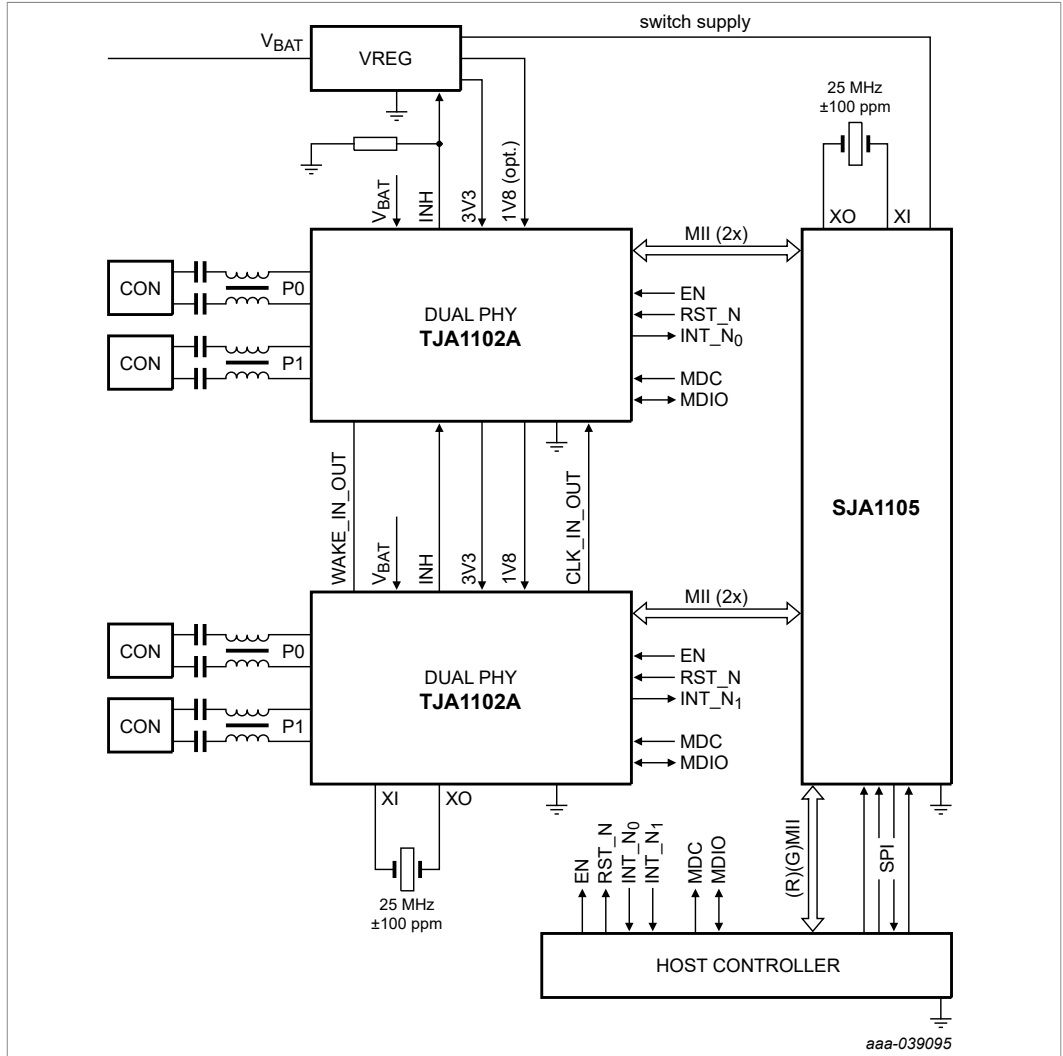 switch supply
VBAT
VREG
25 MHz
±100 ppm
VBAT
INH
3V3
1V8 (opt.)
XO
XI
MII (2x)
CON
P0
DUAL PHY
TJA1102A
EN
RST_N
INT_N0
CON
P1
MDC
MDIO
SJA1105
WAKE_IN_OUT
VBAT
INH
3V3
1V8
CLK_IN_OUT
MII (2x)
CON
P0
DUAL PHY
TJA1102A
EN
RST_N
INT_N1
CON
P1
MDC
MDIO
XI
XO
25 MHz
±100 ppm
EN
RST_N
INT_N0
INT_N1
MDC
MDIO
(R)(G)MII
SPI
HOST CONTROLLER
aaa-039095